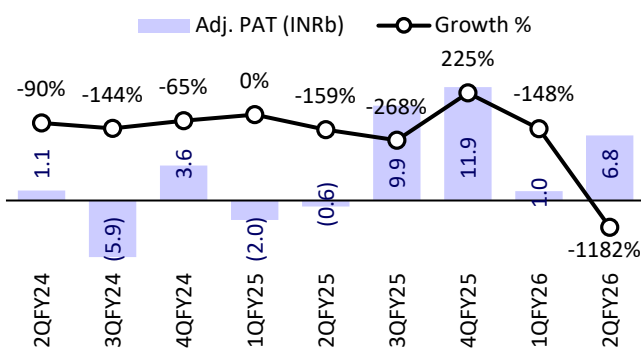 Adj. PAT (INRb) Growth %
-90% -144% -65% 0% -159% -268% 225% -148% -1182%
1.1 (5.9) 3.6 (2.0) (0.6) 9.9 11.9 1.0 6.8
2QFY24 3QFY24 4QFY24 1QFY25 2QFY25 3QFY25 4QFY25 1QFY26 2QFY26